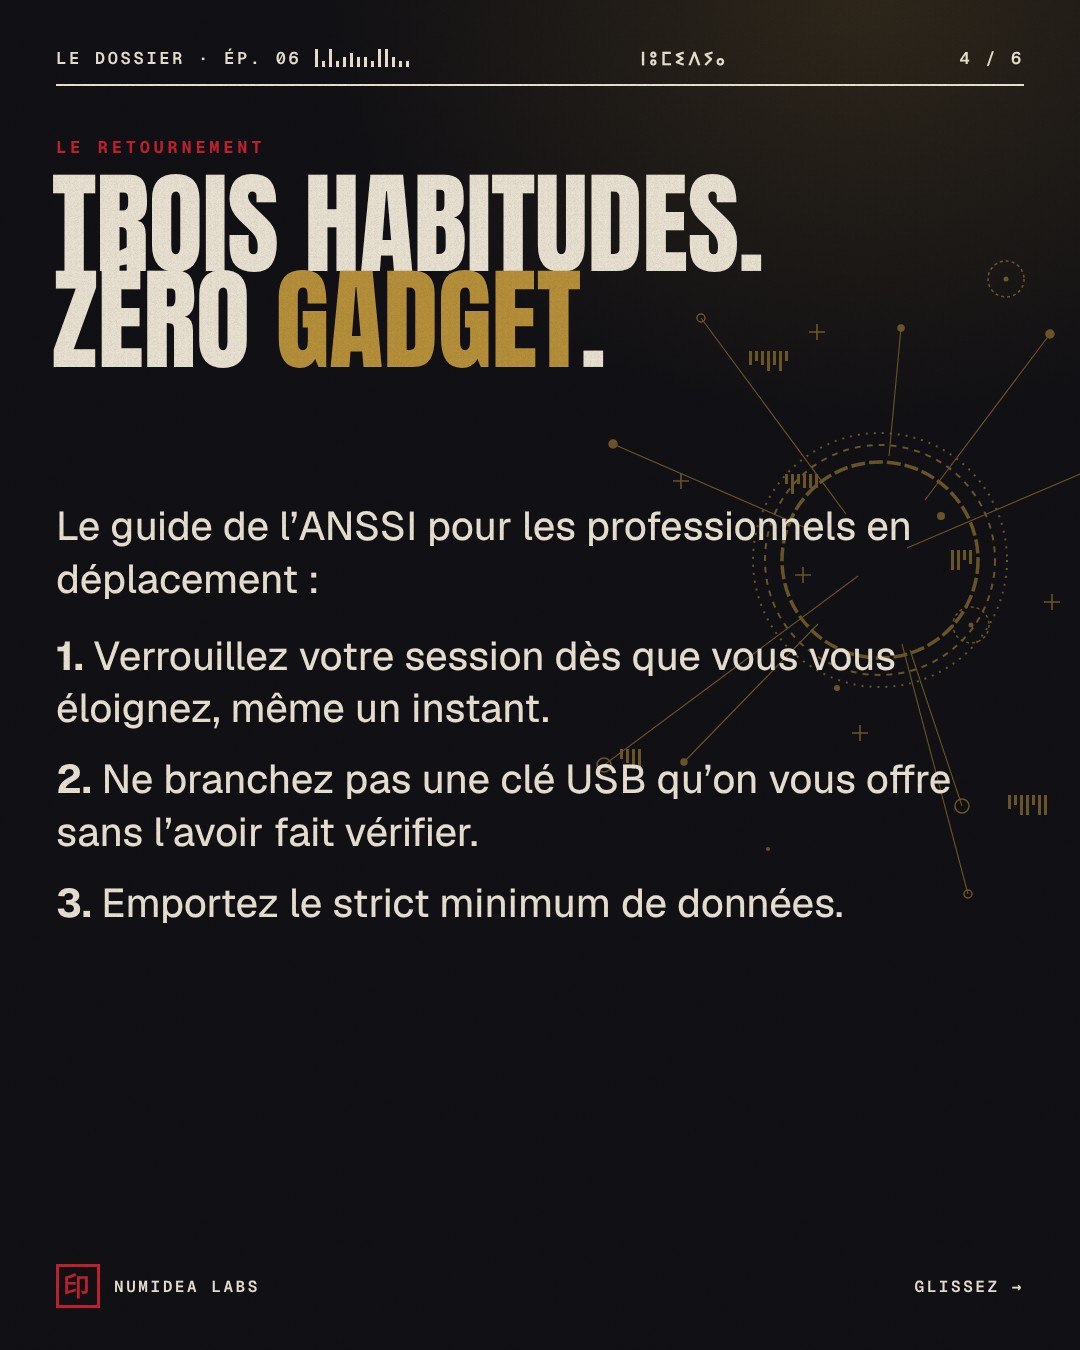 LE DOSSIER · ÉP. 06
ⵏⵓⵎⵉⴷⵢⴰ
4 / 6
LE RETOURNEMENT
TROIS HABITUDES.
ZÉRO GADGET.
Le guide de l’ANSSI pour les professionnels en
déplacement :
1. Verrouillez votre session dès que vous vous
éloignez, même un instant.
2. Ne branchez pas une clé USB qu’on vous offre
sans l’avoir fait vérifier.
3. Emportez le strict minimum de données.
印
NUMIDEA LABS
GLISSEZ →